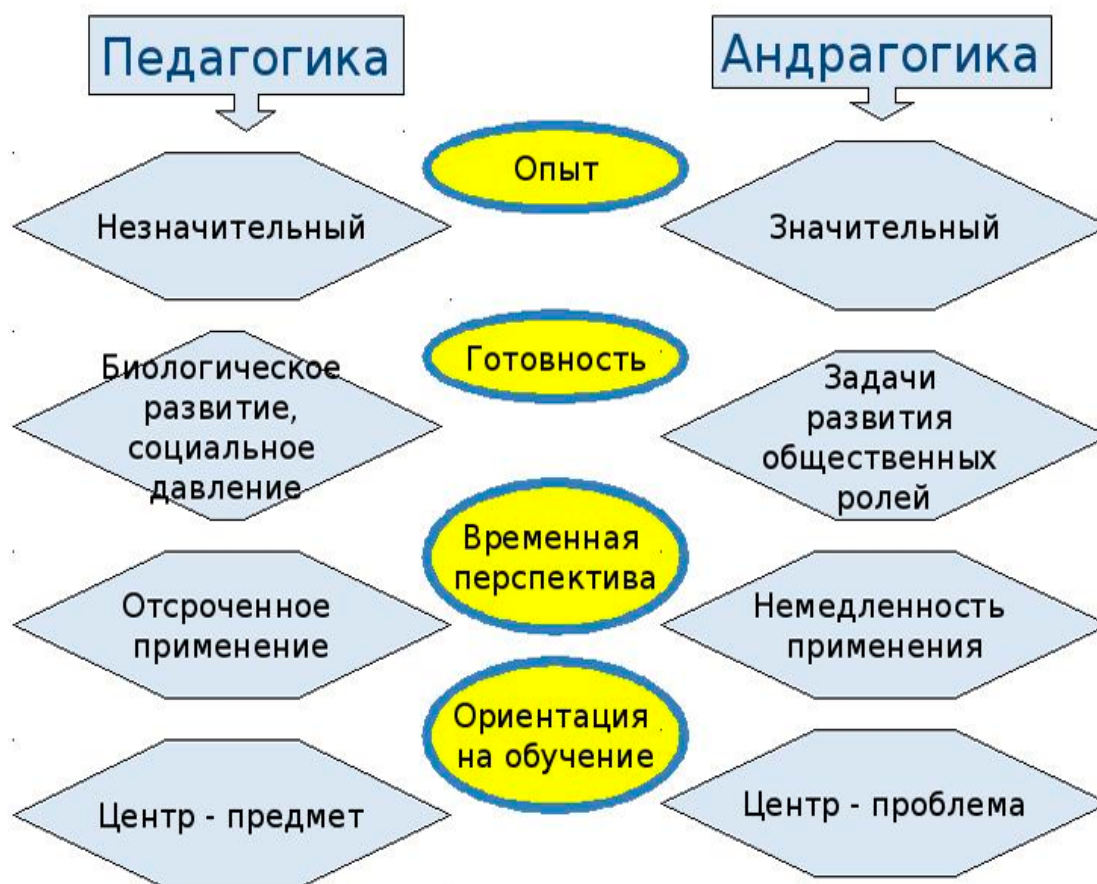 Педагогика
Андрагогика
Опыт
Незначительный
Значительный
Готовность
Биологическое
развитие,
социальное
давление
Задачи
развития
общественных
ролей
Временная
перспектива
Отсроченное
применение
Немедленность
применения
Ориентация
на обучение
Центр - предмет
Центр - проблема